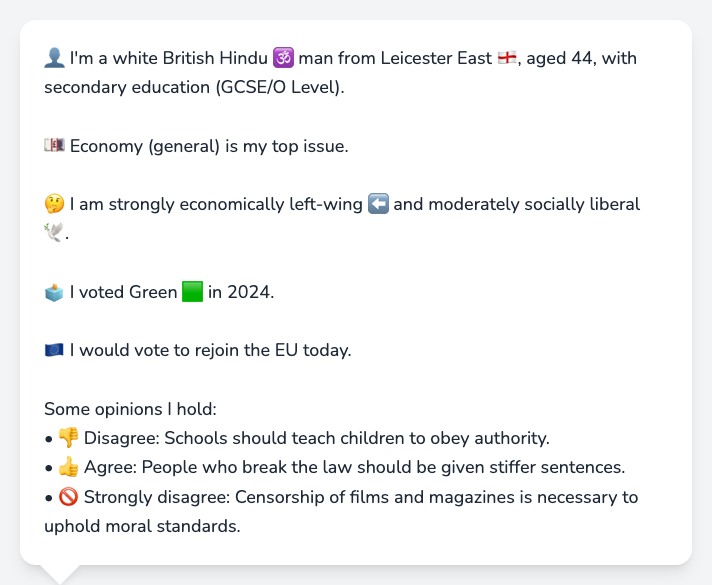 👤 I'm a white British Hindu 🕉️ man from Leicester East 🏴󠁧󠁢󠁥󠁮󠁧󠁿, aged 44, with
secondary education (GCSE/O Level).
💷 Economy (general) is my top issue.
🤔 I am strongly economically left-wing ⬅️ and moderately socially liberal
🕊️.
🗳️ I voted Green 🟩 in 2024.
🇪🇺 I would vote to rejoin the EU today.
Some opinions I hold:
• 👎 Disagree: Schools should teach children to obey authority.
• 👍 Agree: People who break the law should be given stiffer sentences.
• 🚫 Strongly disagree: Censorship of films and magazines is necessary to
uphold moral standards.